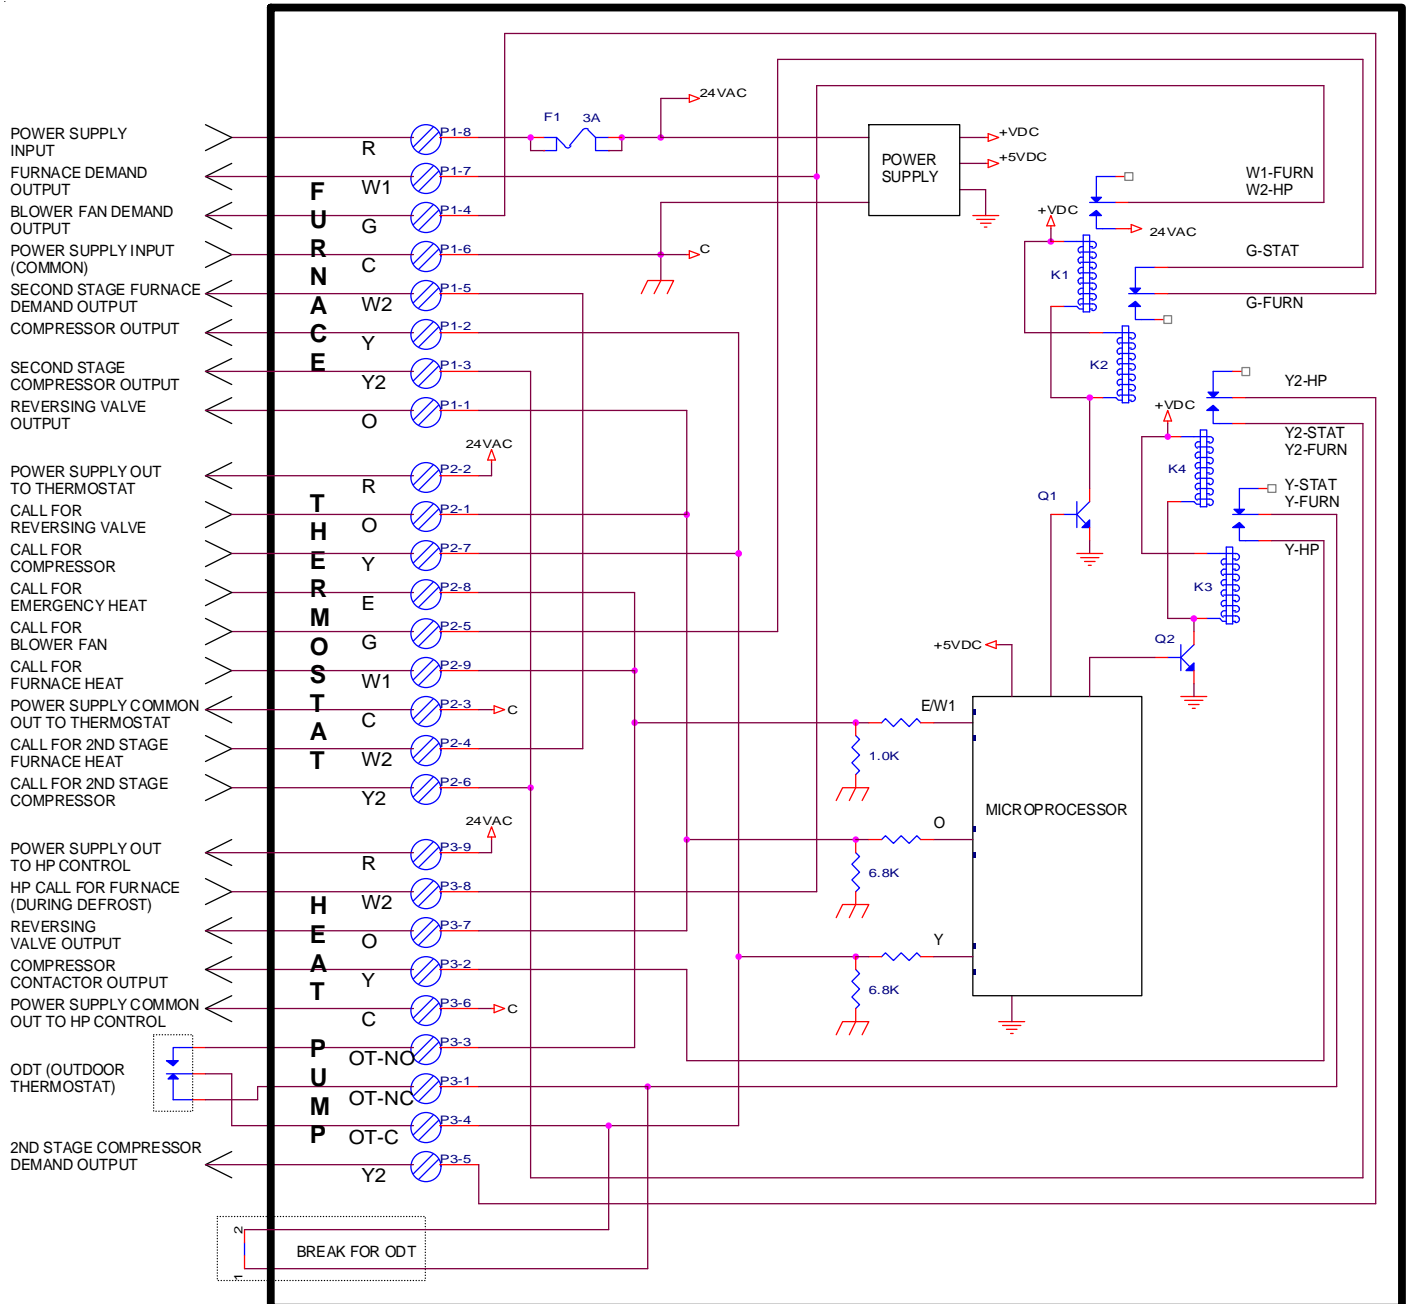 24VAC
F1 3A
POWER SUPPLY
INPUT
R
P1-8
+VDC
+5VDC
POWER
SUPPLY
FURNACE DEMAND
OUTPUT
W1
P1-7
BLOWER FAN DEMAND
OUTPUT
G
P1-4
POWER SUPPLY INPUT
(COMMON)
C
P1-6
C
SECOND STAGE FURNACE
DEMAND OUTPUT
W2
P1-5
COMPRESSOR OUTPUT
Y
P1-2
SECOND STAGE
COMPRESSOR OUTPUT
Y2
P1-3
REVERSING VALVE
OUTPUT
O
P1-1
FURNACE
W1-FURN
W2-HP
+VDC
24VAC
K1
G-STAT
G-FURN
K2
Y2-HP
+VDC
Y2-STAT
Y2-FURN
K4
Y-STAT
Y-FURN
Y-HP
K3
Q1
Q2
24VAC
POWER SUPPLY OUT
TO THERMOSTAT
R
P2-2
CALL FOR
REVERSING VALVE
O
P2-1
CALL FOR
COMPRESSOR
Y
P2-7
CALL FOR
EMERGENCY HEAT
E
P2-8
CALL FOR
BLOWER FAN
G
P2-5
CALL FOR
FURNACE HEAT
W1
P2-9
POWER SUPPLY COMMON
OUT TO THERMOSTAT
C
P2-3
C
CALL FOR 2ND STAGE
FURNACE HEAT
W2
P2-4
CALL FOR 2ND STAGE
COMPRESSOR
Y2
P2-6
THERMOSTAT
+5VDC
E/W1
1.0K
MICROPROCESSOR
O
6.8K
Y
6.8K
24VAC
POWER SUPPLY OUT
TO HP CONTROL
R
P3-9
HP CALL FOR FURNACE
(DURING DEFROST)
W2
P3-8
REVERSING
VALVE OUTPUT
O
P3-7
COMPRESSOR
CONTACTOR OUTPUT
Y
P3-2
POWER SUPPLY COMMON
OUT TO HP CONTROL
C
P3-6
C
ODT (OUTDOOR
THERMOSTAT)
OT-NO
P3-3
OT-NC
P3-1
OT-C
P3-4
2ND STAGE COMPRESSOR
DEMAND OUTPUT
Y2
P3-5
HEAT PUMP
2
BREAK FOR ODT
1